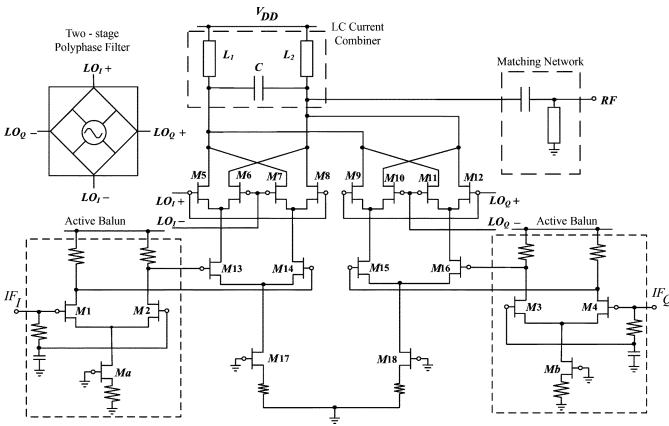 V_DD
LC Current
Combiner
Two - stage
Polyphase Filter
L₁
L₂
C
Matching Network
RF
LO_I +
LO_Q −
LO_Q +
LO_I −
M5
M6
M7
M8
M9
M10
M11
M12
LO_I +
LO_I −
LO_Q +
LO_Q −
Active Balun
Active Balun
M13
M14
M15
M16
IF_I
M1
M2
M3
M4
IF_Q
M17
M18
Ma
Mb